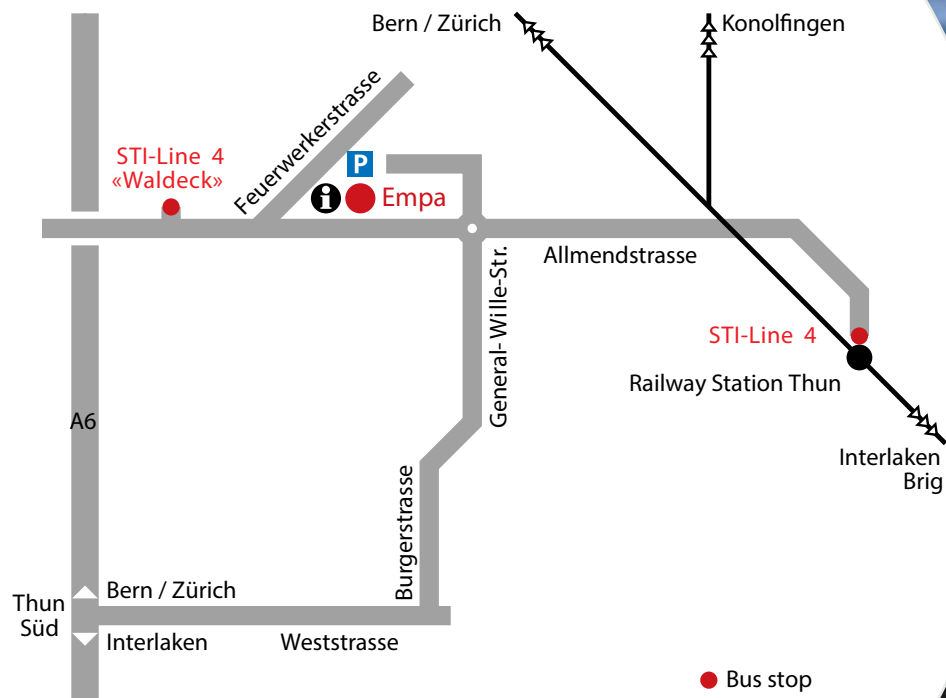 Bern / Zürich
Konolfingen
Feuerwerkerstrasse
STI-Line 4
«Waldeck»
P
i
Empa
Allmendstrasse
General-Wille-Str.
STI-Line 4
Railway Station Thun
A6
Interlaken
Brig
Burgerstrasse
Thun
Süd
Bern / Zürich
Interlaken
Weststrasse
Bus stop